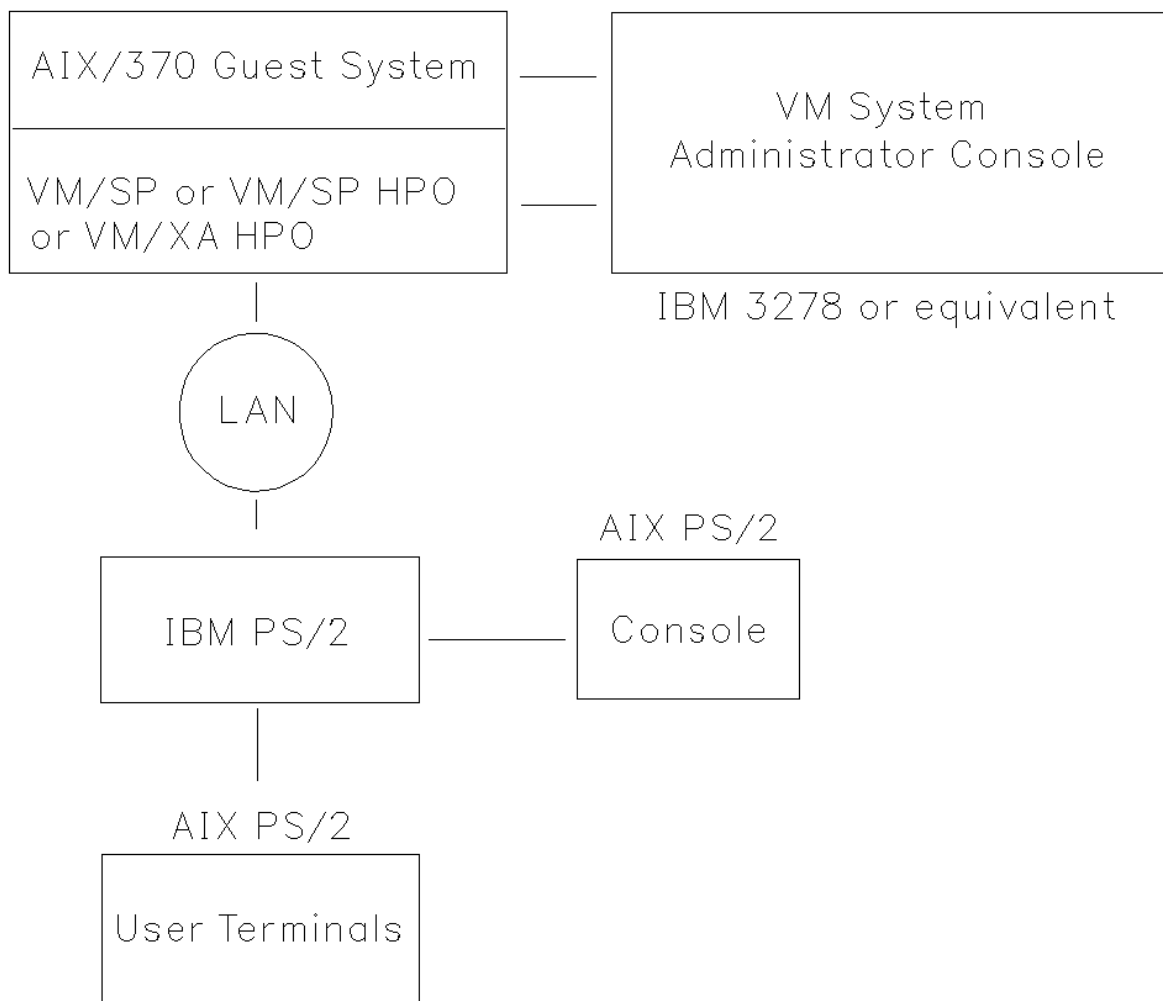 AIX/370 Guest System
VM/SP or VM/SP HPO
or VM/XA HPO
VM System
Administrator Console
IBM 3278 or equivalent
LAN
AIX PS/2
IBM PS/2
Console
AIX PS/2
User Terminals